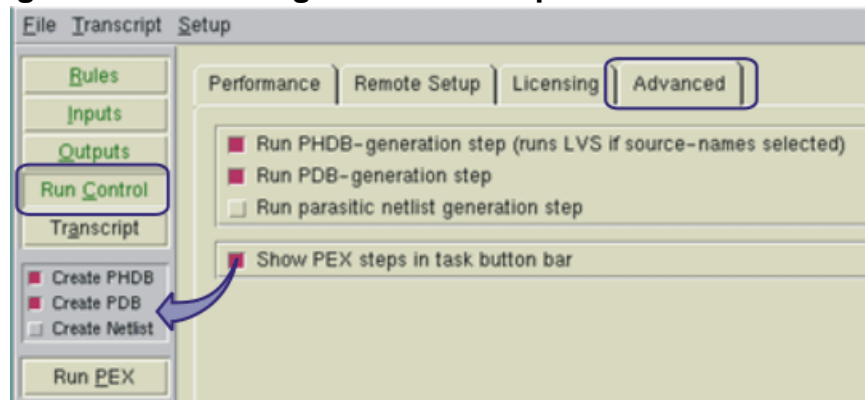 File Transcript Setup
Rules
Inputs
Outputs
Run Control
Transcript
Create PHDB
Create PDB
Create Netlist
Run PEX
Performance Remote Setup Licensing Advanced
Run PHDB-generation step (runs LVS if source-names selected)
Run PDB-generation step
Run parasitic netlist generation step
Show PEX steps in task button bar